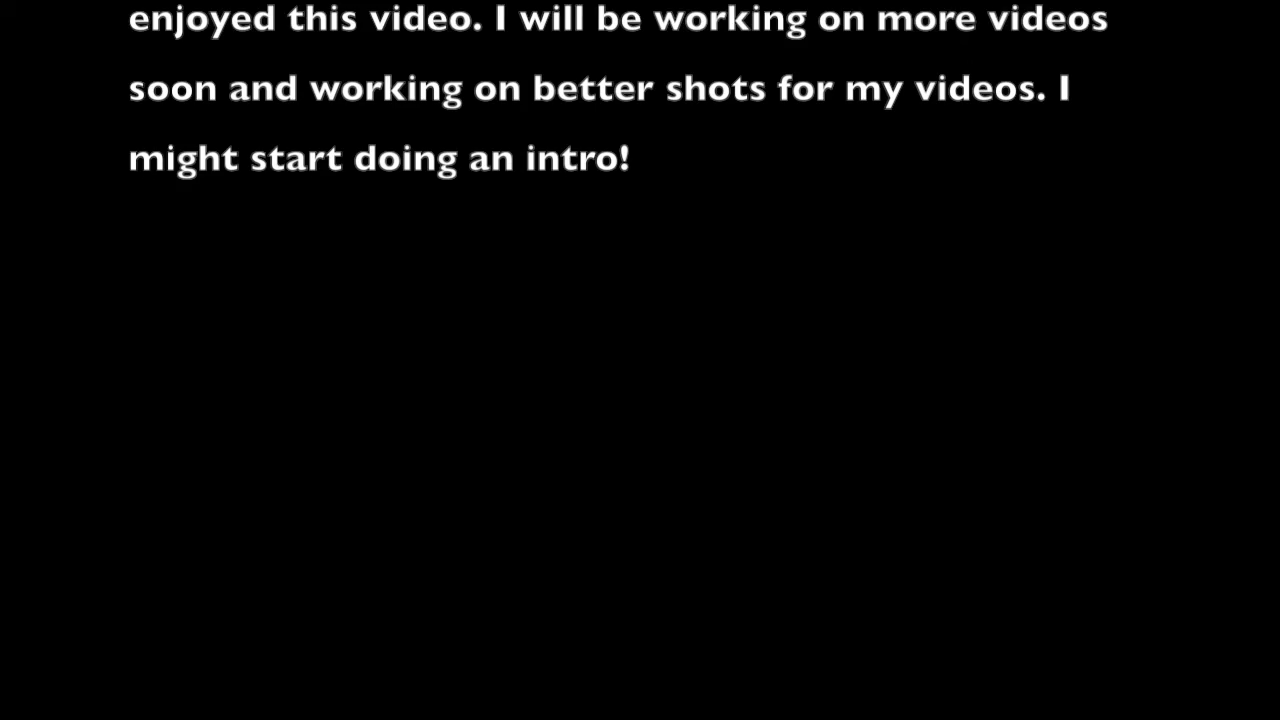 enjoyed this video. I will be working on more videos
soon and working on better shots for my videos. I
might start doing an intro!